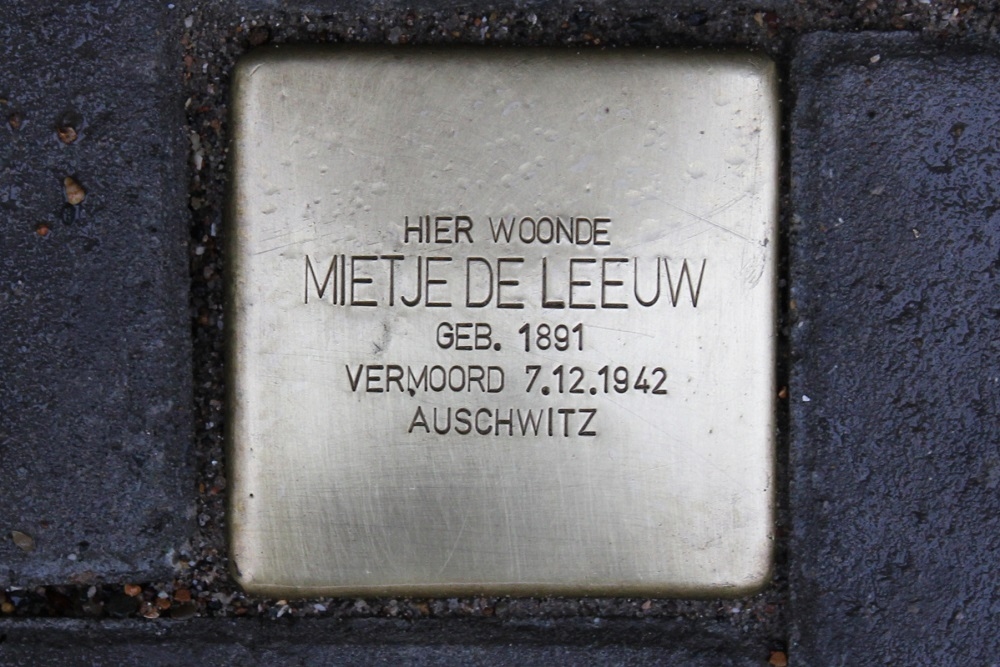 HIER WOONDE
MIETJE DE LEEUW
GEB. 1891
VERMOORD 7.12.1942
AUSCHWITZ